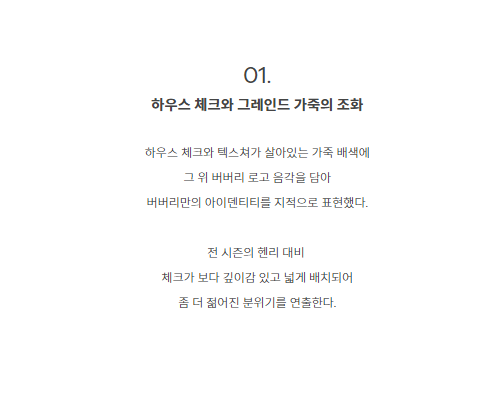 01.
하우스 체크와 그레인드 가죽의 조화
하우스 체크와 텍스쳐가 살아있는 가죽 배색에
그 위 버버리 로고 음각을 담아
버버리만의 아이덴티티를 지적으로 표현했다.
전 시즌의 헨리 대비
체크가 보다 깊이감 있고 넓게 배치되어
좀 더 젊어진 분위기를 연출한다.